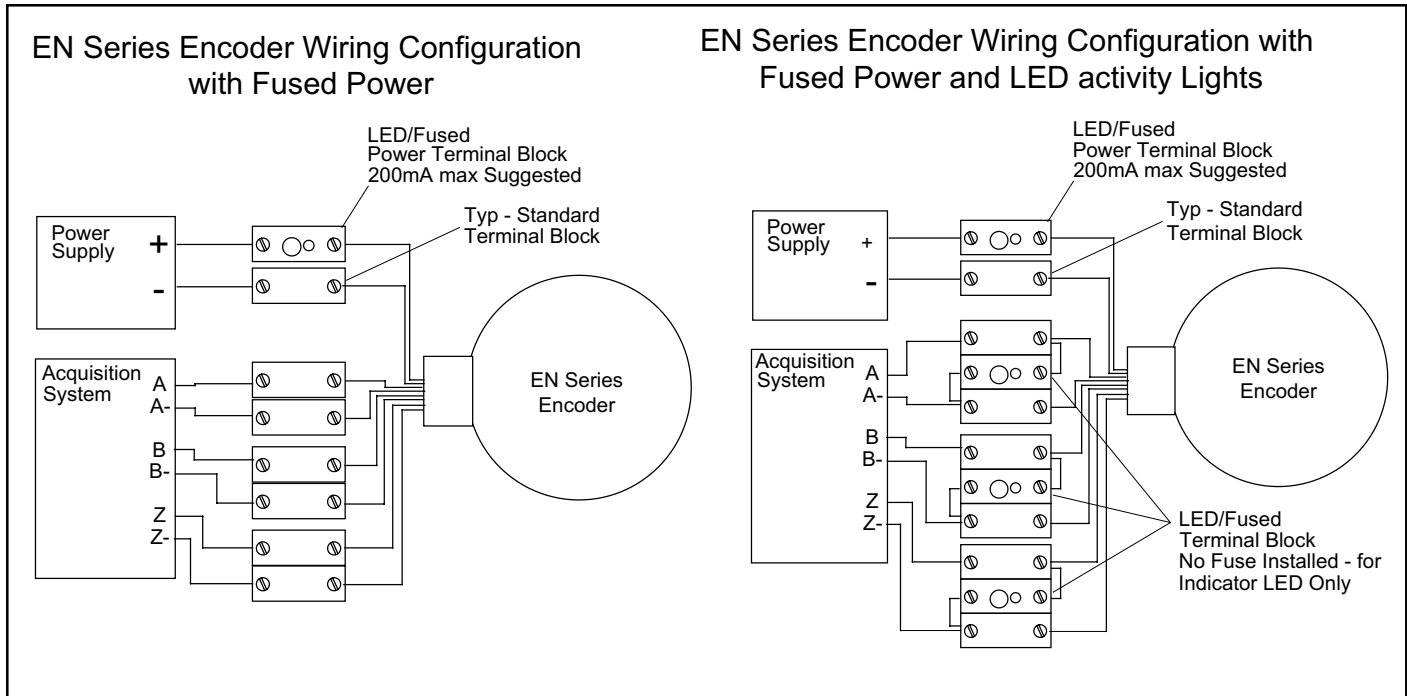 EN Series Encoder Wiring Configuration
with Fused Power
LED/Fused
Power Terminal Block
200mA max Suggested
Typ - Standard
Terminal Block
Power
Supply
+
-
Acquisition
System
A
A-
B
B-
Z
Z-
EN Series
Encoder
EN Series Encoder Wiring Configuration with
Fused Power and LED activity Lights
LED/Fused
Power Terminal Block
200mA max Suggested
Typ - Standard
Terminal Block
Power
Supply
+
-
Acquisition
System
A
A-
B
B-
Z
Z-
EN Series
Encoder
LED/Fused
Terminal Block
No Fuse Installed - for
Indicator LED Only